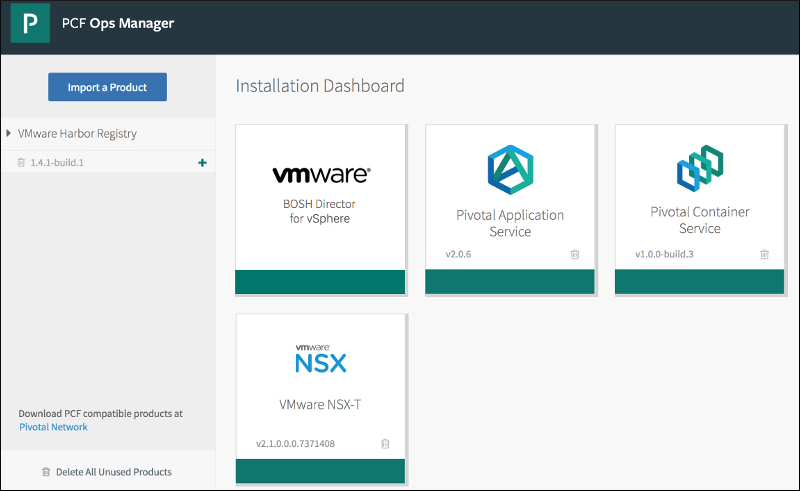 P
PCF Ops Manager
Import a Product
VMware Harbor Registry
1.4.1-build.1
Download PCF compatible products at
Pivotal Network
Delete All Unused Products
Installation Dashboard
vmware®
BOSH Director
for vSphere
Pivotal Application
Service
v2.0.6
Pivotal Container
Service
v1.0.0-build.3
vmware®
NSX
VMware NSX-T
v2.1.0.0.0.7371408